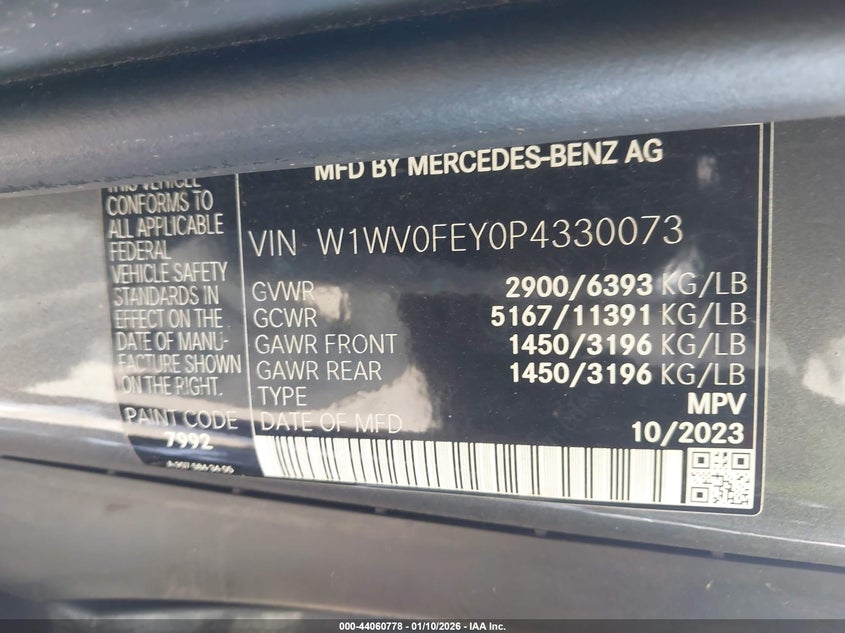 MFD BY MERCEDES-BENZ AG
THIS VEHICLE
CONFORMS TO
ALL APPLICABLE
FEDERAL
VEHICLE SAFETY
STANDARDS IN
EFFECT ON THE
DATE OF MANU-
FACTURE SHOWN
ON THE RIGHT.
PAINT CODE
7992
VIN W1WV0FEY0P4330073
GVWR 2900/6393 KG/LB
GCWR 5167/11391 KG/LB
GAWR FRONT 1450/3196 KG/LB
GAWR REAR 1450/3196 KG/LB
TYPE MPV
DATE OF MFD 10/2023
000-44060778 - 01/10/2026 - IAA Inc.